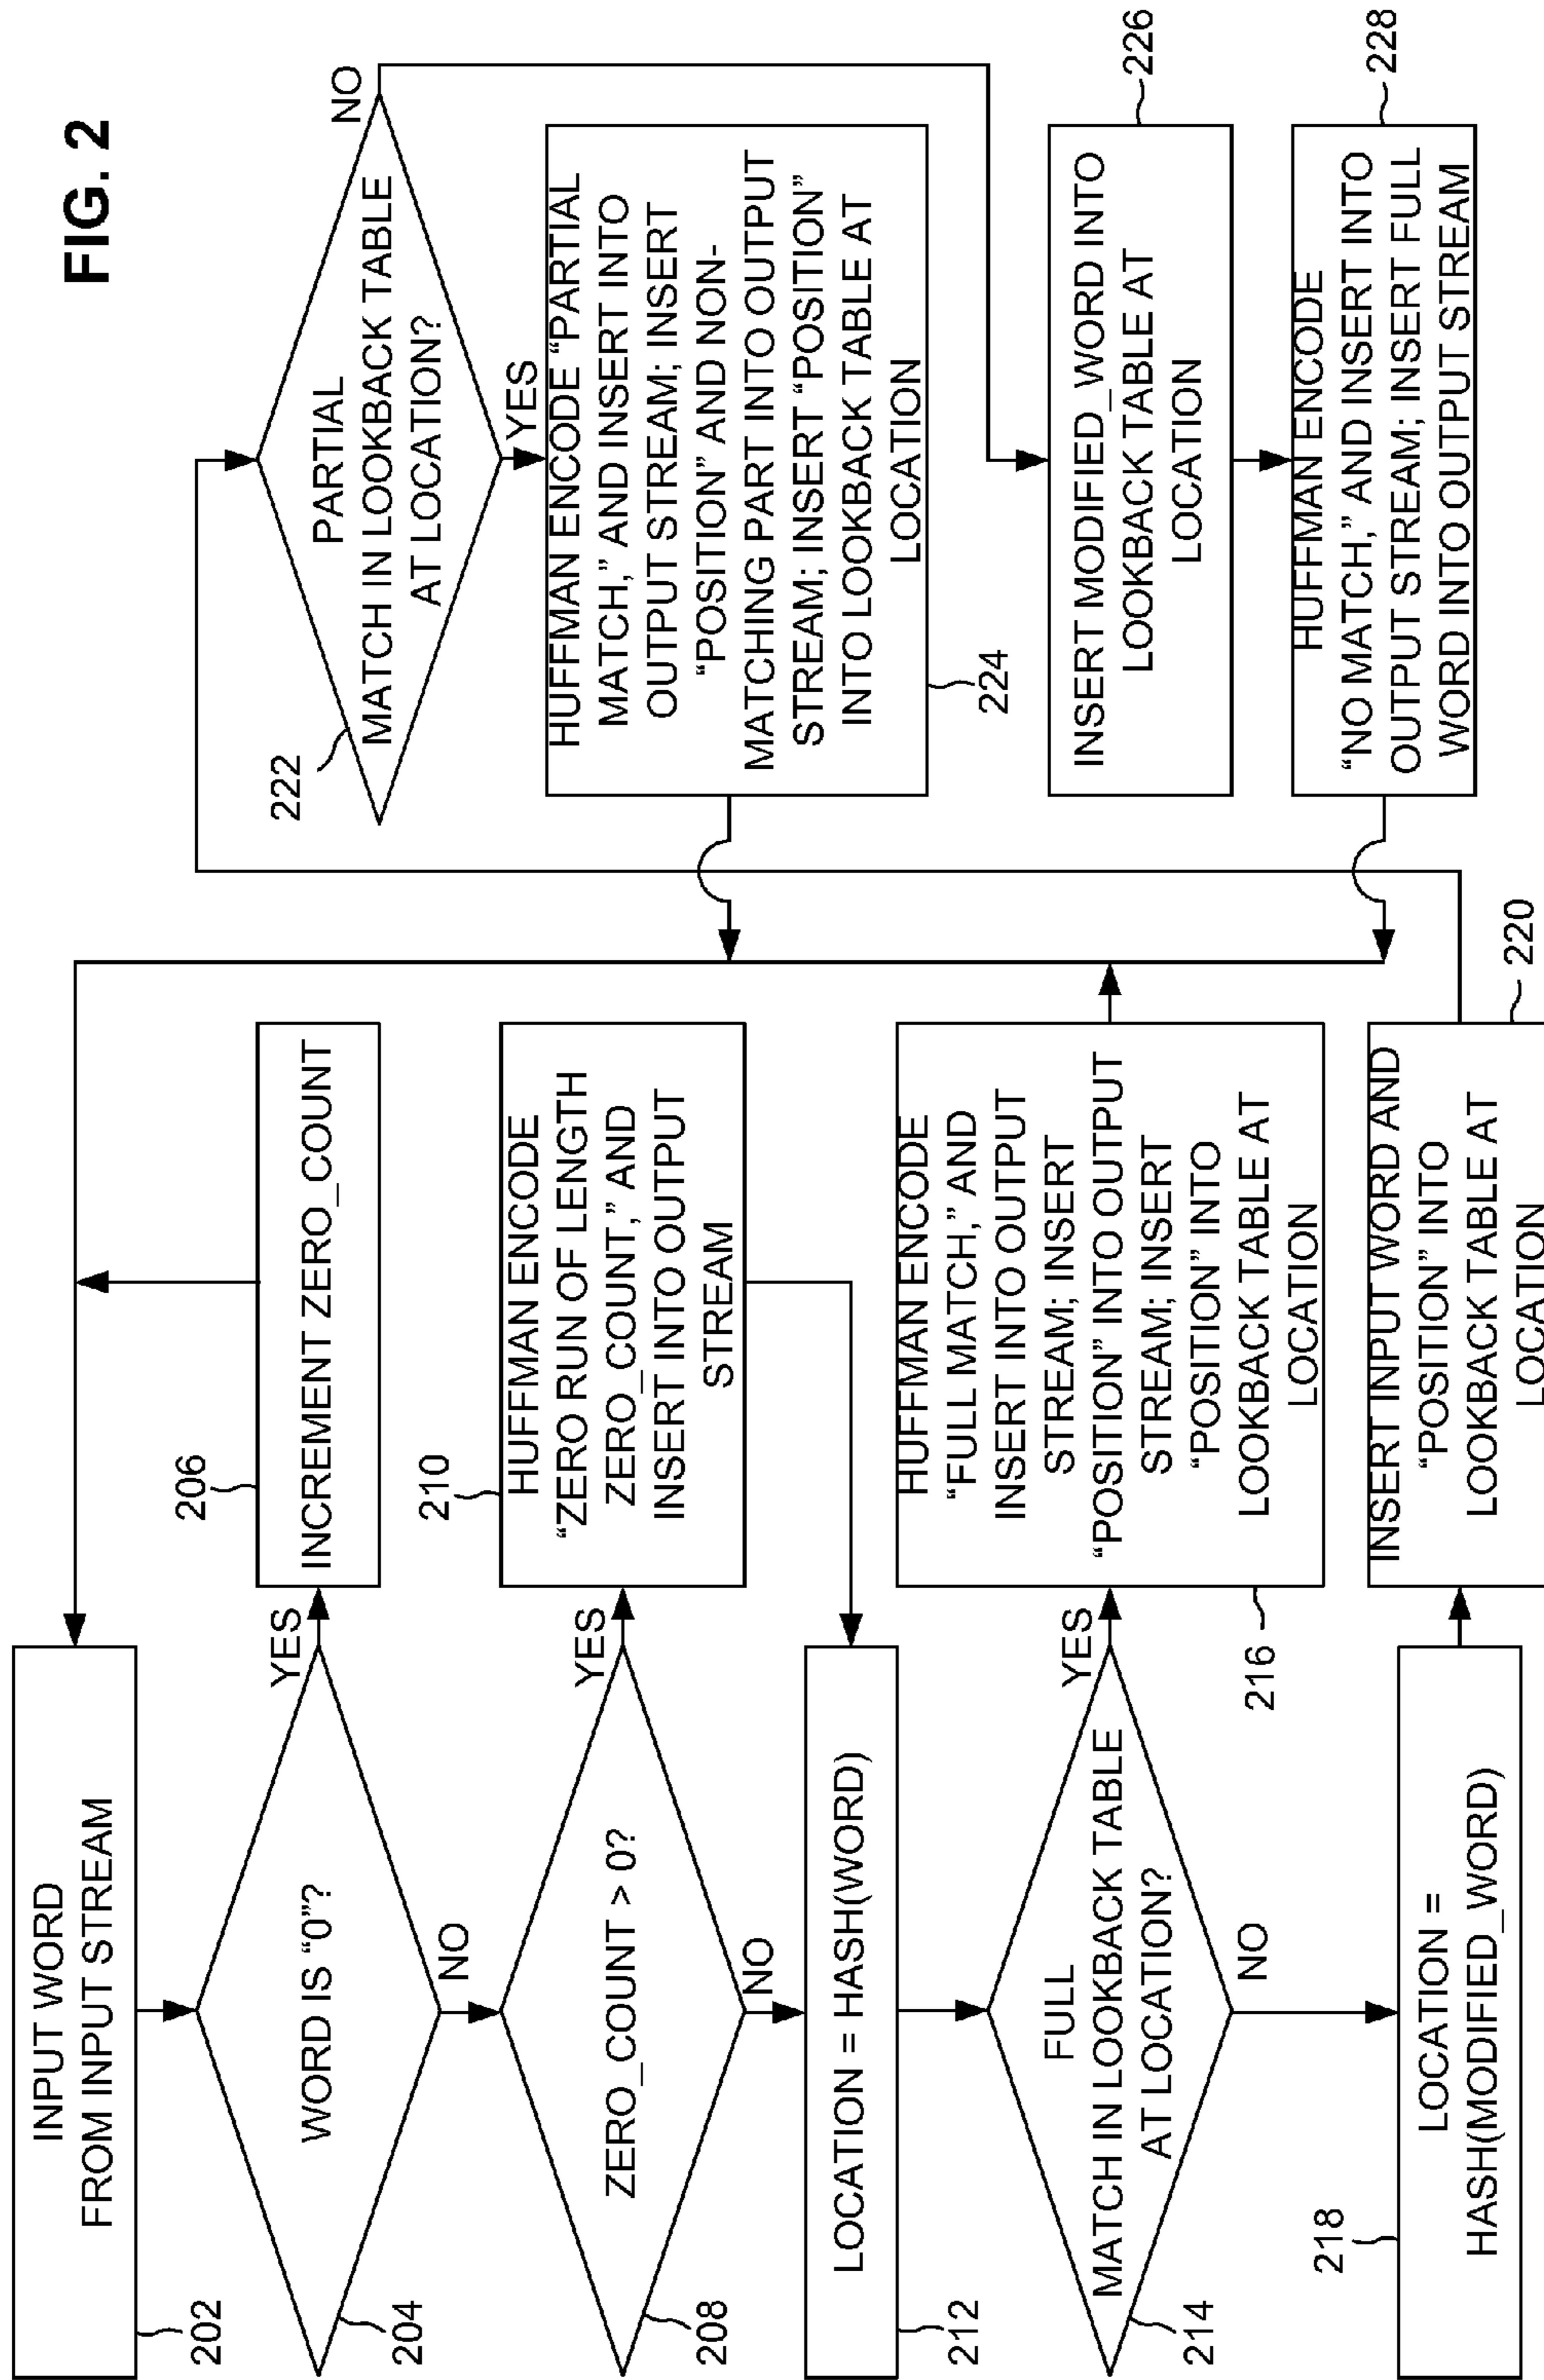 FIG. 2
INPUT WORD
FROM INPUT STREAM
202
WORD IS “0”?
204
YES
NO
INCREMENT ZERO_COUNT
206
ZERO_COUNT > 0?
208
YES
NO
HUFFMAN ENCODE
“ZERO RUN OF LENGTH
ZERO_COUNT,” AND
INSERT INTO OUTPUT
STREAM
210
LOCATION = HASH(WORD)
212
FULL
MATCH IN LOOKBACK TABLE
AT LOCATION?
214
YES
NO
HUFFMAN ENCODE
“FULL MATCH,” AND
INSERT INTO OUTPUT
STREAM; INSERT
“POSITION” INTO OUTPUT
STREAM; INSERT
“POSITION” INTO
LOOKBACK TABLE AT
LOCATION
216
LOCATION =
HASH(MODIFIED_WORD)
218
INSERT INPUT WORD AND
“POSITION” INTO
LOOKBACK TABLE AT
LOCATION
220
PARTIAL
MATCH IN LOOKBACK TABLE
AT LOCATION?
222
NO
YES
HUFFMAN ENCODE “PARTIAL
MATCH,” AND INSERT INTO
OUTPUT STREAM; INSERT
“POSITION” AND NON-
MATCHING PART INTO OUTPUT
STREAM; INSERT “POSITION”
INTO LOOKBACK TABLE AT
LOCATION
224
INSERT MODIFIED_WORD INTO
LOOKBACK TABLE AT
LOCATION
226
HUFFMAN ENCODE
“NO MATCH,” AND INSERT INTO
OUTPUT STREAM; INSERT FULL
WORD INTO OUTPUT STREAM
228